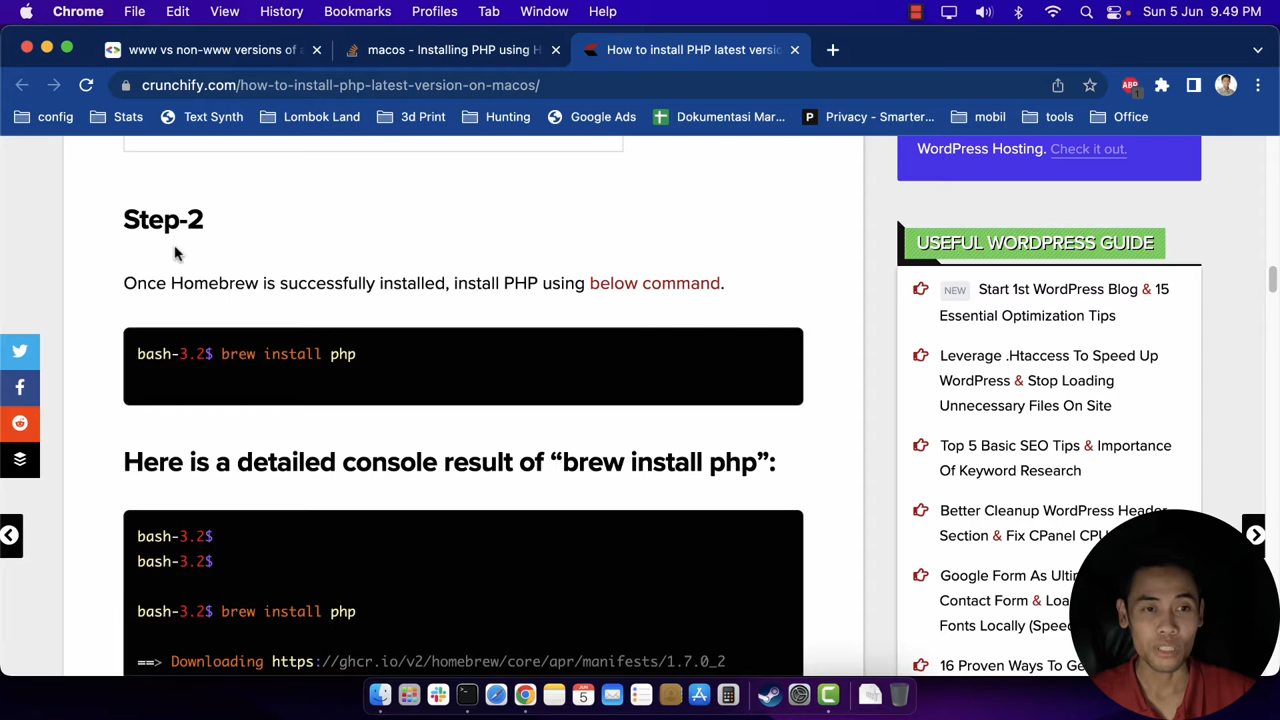 Chrome File Edit View History Bookmarks Profiles Tab Window Help Sun 5 Jun 9.49 PM
www vs non-www versions of a macos - Installing PHP using H How to install PHP latest versio
crunchify.com/how-to-install-php-latest-version-on-macos/ ABP 1
config Stats Text Synth Lombok Land 3d Print Hunting Google Ads Dokumentasi Mar... Privacy - Smarter... mobil tools Office
WordPress Hosting. Check it out.
Step-2
Once Homebrew is successfully installed, install PHP using below command.
bash-3.2$ brew install php
Here is a detailed console result of “brew install php”:
bash-3.2$
bash-3.2$
bash-3.2$ brew install php
==> Downloading https://ghcr.io/v2/homebrew/core/apr/manifests/1.7.0_2
USEFUL WORDPRESS GUIDE
NEW Start 1st WordPress Blog & 15
Essential Optimization Tips
Leverage .Htaccess To Speed Up
WordPress & Stop Loading
Unnecessary Files On Site
Top 5 Basic SEO Tips & Importance
Of Keyword Research
Better Cleanup WordPress Header
Section & Fix CPanel CPU
Google Form As
Contact Form &
Fonts Locally
16 Proven Ways To
JUN
5